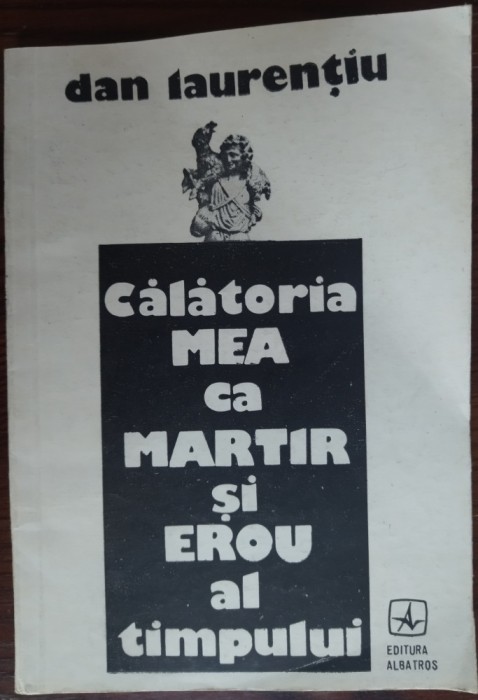 dan laurențiu
Călătoria
MEA
ca
MARTIR
și
EROU
al
timpului
EDITURA
ALBATROS